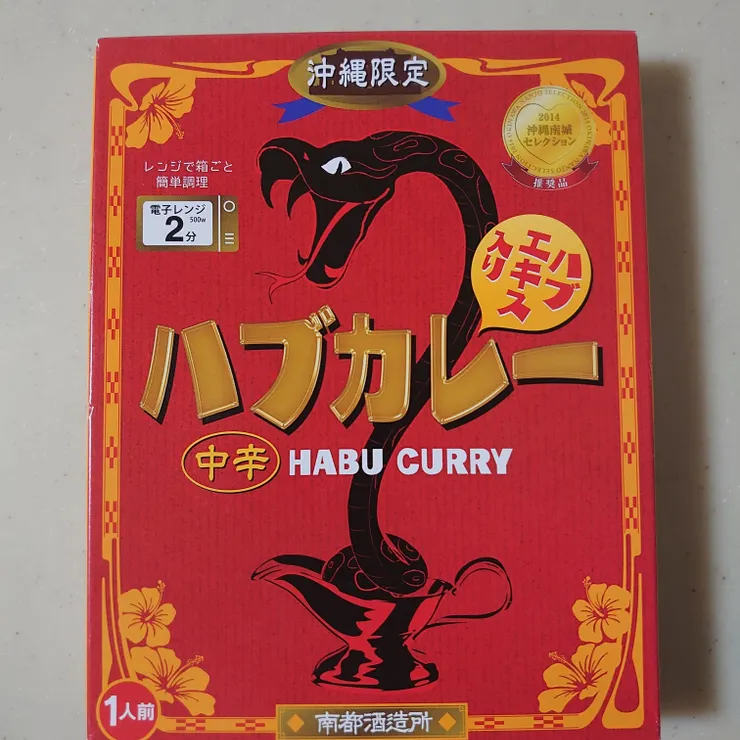 沖縄限定
2014
沖縄南城
セレクション
推奨品
レンジで箱ごと
簡単調理
電子レンジ
500w
2分
ハブ
エキス
入り
ハブカレー
中辛 HABU CURRY
1人前
南都酒造所